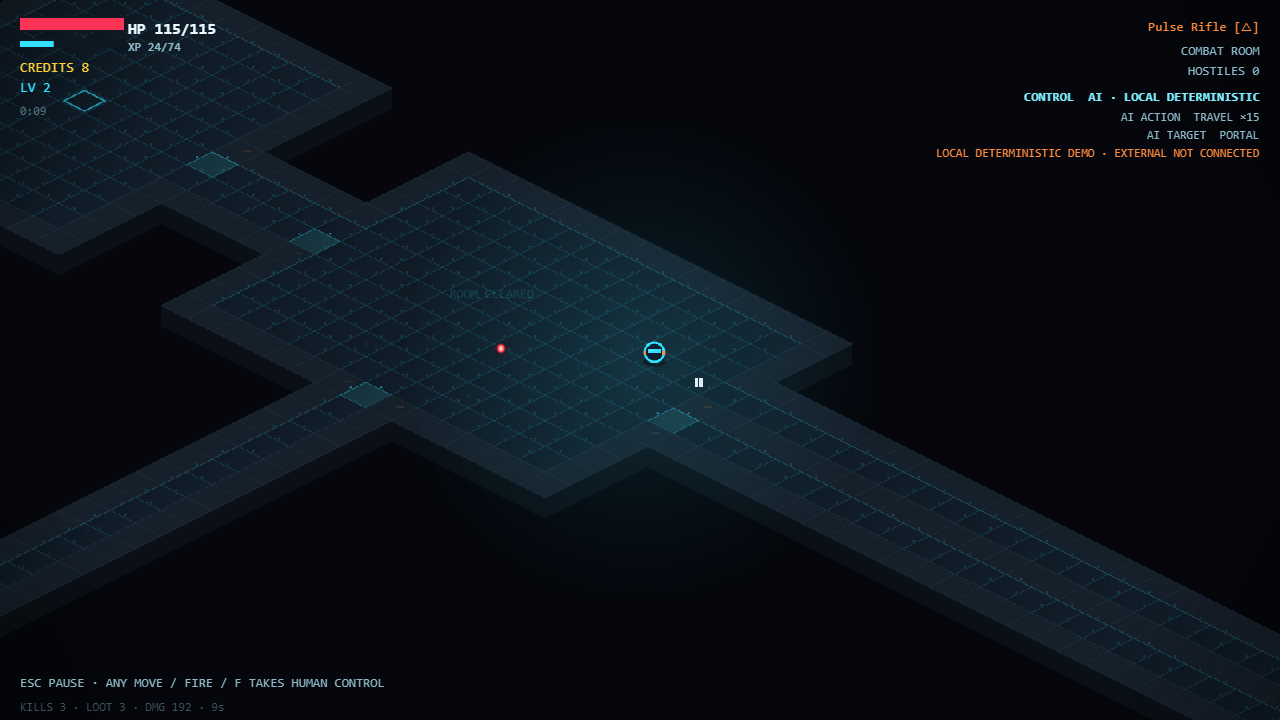 HP 115/115
XP 24/74
CREDITS 8
LV 2
0:09
Pulse Rifle [△]
COMBAT ROOM
HOSTILES 0
CONTROL AI · LOCAL DETERMINISTIC
AI ACTION TRAVEL ×15
AI TARGET PORTAL
LOCAL DETERMINISTIC DEMO · EXTERNAL NOT CONNECTED
ROOM CLEARED
ESC PAUSE · ANY MOVE / FIRE / F TAKES HUMAN CONTROL
KILLS 3 · LOOT 3 · DMG 192 · 9s